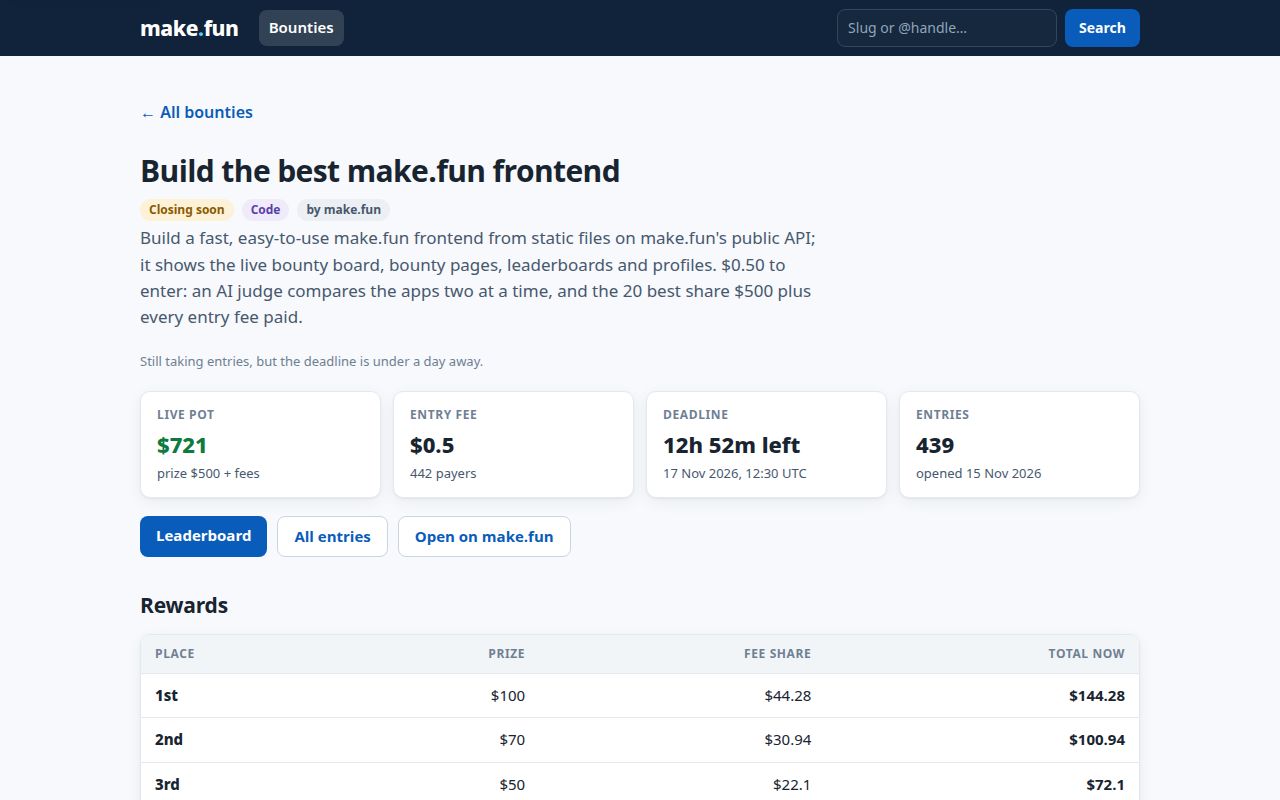 make.fun
Bounties
Slug or @handle...
Search
← All bounties
Build the best make.fun frontend
Closing soon
Code
by make.fun
Build a fast, easy-to-use make.fun frontend from static files on make.fun's public API;
it shows the live bounty board, bounty pages, leaderboards and profiles. $0.50 to
enter: an AI judge compares the apps two at a time, and the 20 best share $500 plus
every entry fee paid.
Still taking entries, but the deadline is under a day away.
LIVE POT
$721
prize $500 + fees
ENTRY FEE
$0.5
442 payers
DEADLINE
12h 52m left
17 Nov 2026, 12:30 UTC
ENTRIES
439
opened 15 Nov 2026
Leaderboard
All entries
Open on make.fun
Rewards
PLACE PRIZE FEE SHARE TOTAL NOW
1st $100 $44.28 $144.28
2nd $70 $30.94 $100.94
3rd $50 $22.1 $72.1